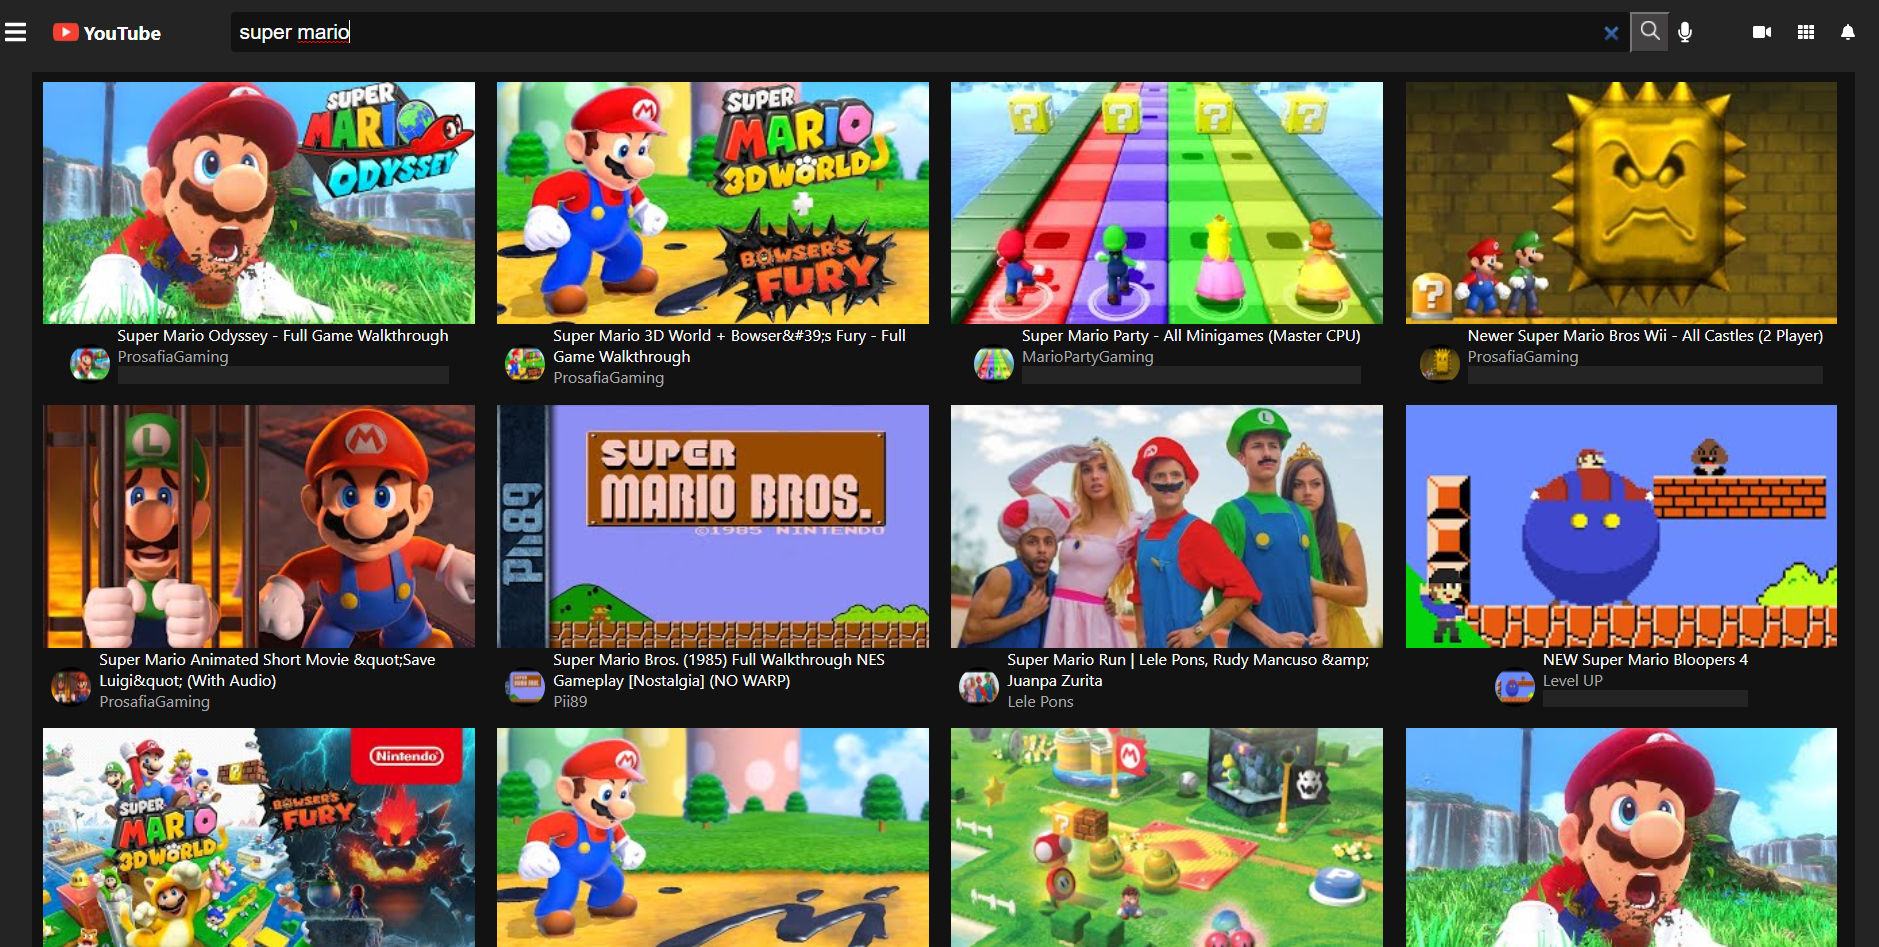 YouTube
super mario
SUPER
MARIO
ODYSSEY
SUPER
MARIO
3D WORLD
+
BOWSER'S
FURY
? ? ? ?
?
Super Mario Odyssey - Full Game Walkthrough
ProsafiaGaming
Super Mario 3D World + Bowser&#39;s Fury - Full
Game Walkthrough
ProsafiaGaming
Super Mario Party - All Minigames (Master CPU)
MarioPartyGaming
Newer Super Mario Bros Wii - All Castles (2 Player)
ProsafiaGaming
L
M
pii89
SUPER
MARIO BROS.
©1985 NINTENDO
L
Super Mario Animated Short Movie &quot;Save
Luigi&quot; (With Audio)
ProsafiaGaming
Super Mario Bros. (1985) Full Walkthrough NES
Gameplay [Nostalgia] (NO WARP)
Pii89
Super Mario Run | Lele Pons, Rudy Mancuso &amp;
Juanpa Zurita
Lele Pons
NEW Super Mario Bloopers 4
Level UP
Nintendo
SUPER
MARIO
3D WORLD
BOWSER'S
FURY
M
M
?
P